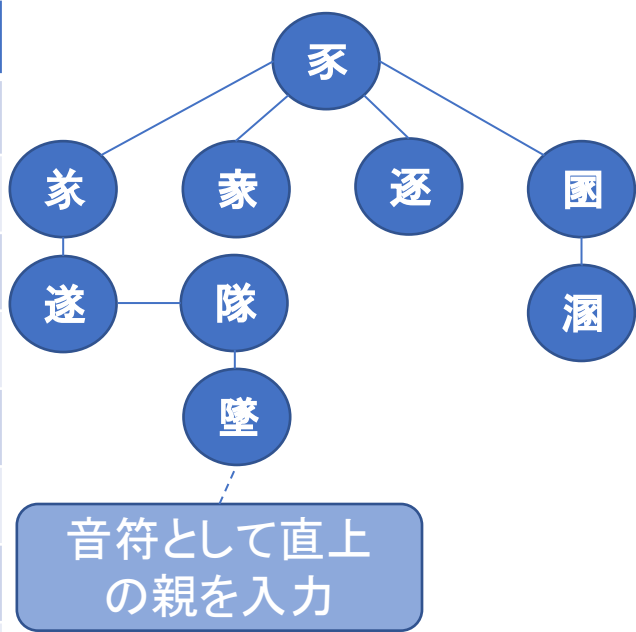 豕
㒸 豙 逐 圂
遂 隊 溷
墜
音符として直上
の親を入力